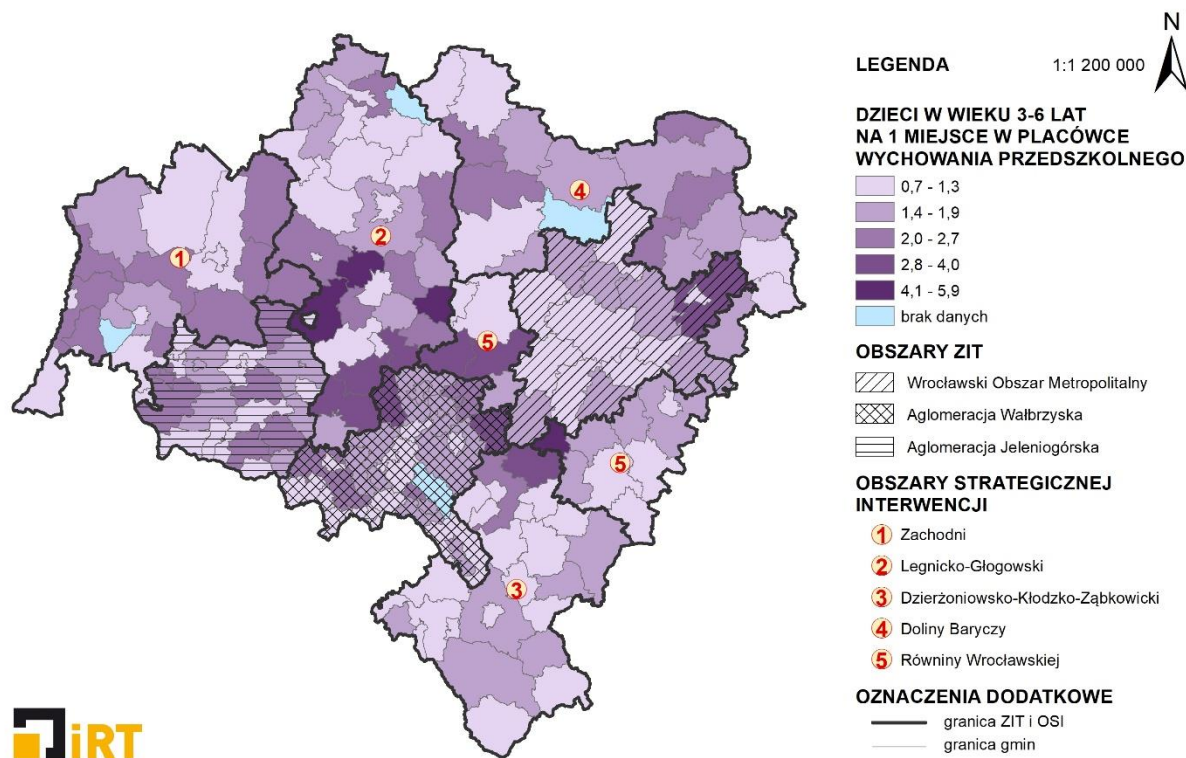 N
LEGENDA
1:1 200 000
DZIECI W WIEKU 3-6 LAT
NA 1 MIEJSCE W PLACÓWCE
WYCHOWANIA PRZEDSZKOLNEGO
0,7 - 1,3
1,4 - 1,9
2,0 - 2,7
2,8 - 4,0
4,1 - 5,9
brak danych
OBSZARY ZIT
Wrocławski Obszar Metropolitalny
Aglomeracja Wałbrzyska
Aglomeracja Jeleniogórska
OBSZARY STRATEGICZNEJ
INTERWENCJI
1 Zachodni
2 Legnicko-Głogowski
3 Dzierżoniowsko-Kłodzko-Ząbkowicki
4 Doliny Baryczy
5 Równiny Wrocławskiej
OZNACZENIA DODATKOWE
granica ZIT i OSI
granica gmin
4
2
1
5
5
3
iRT